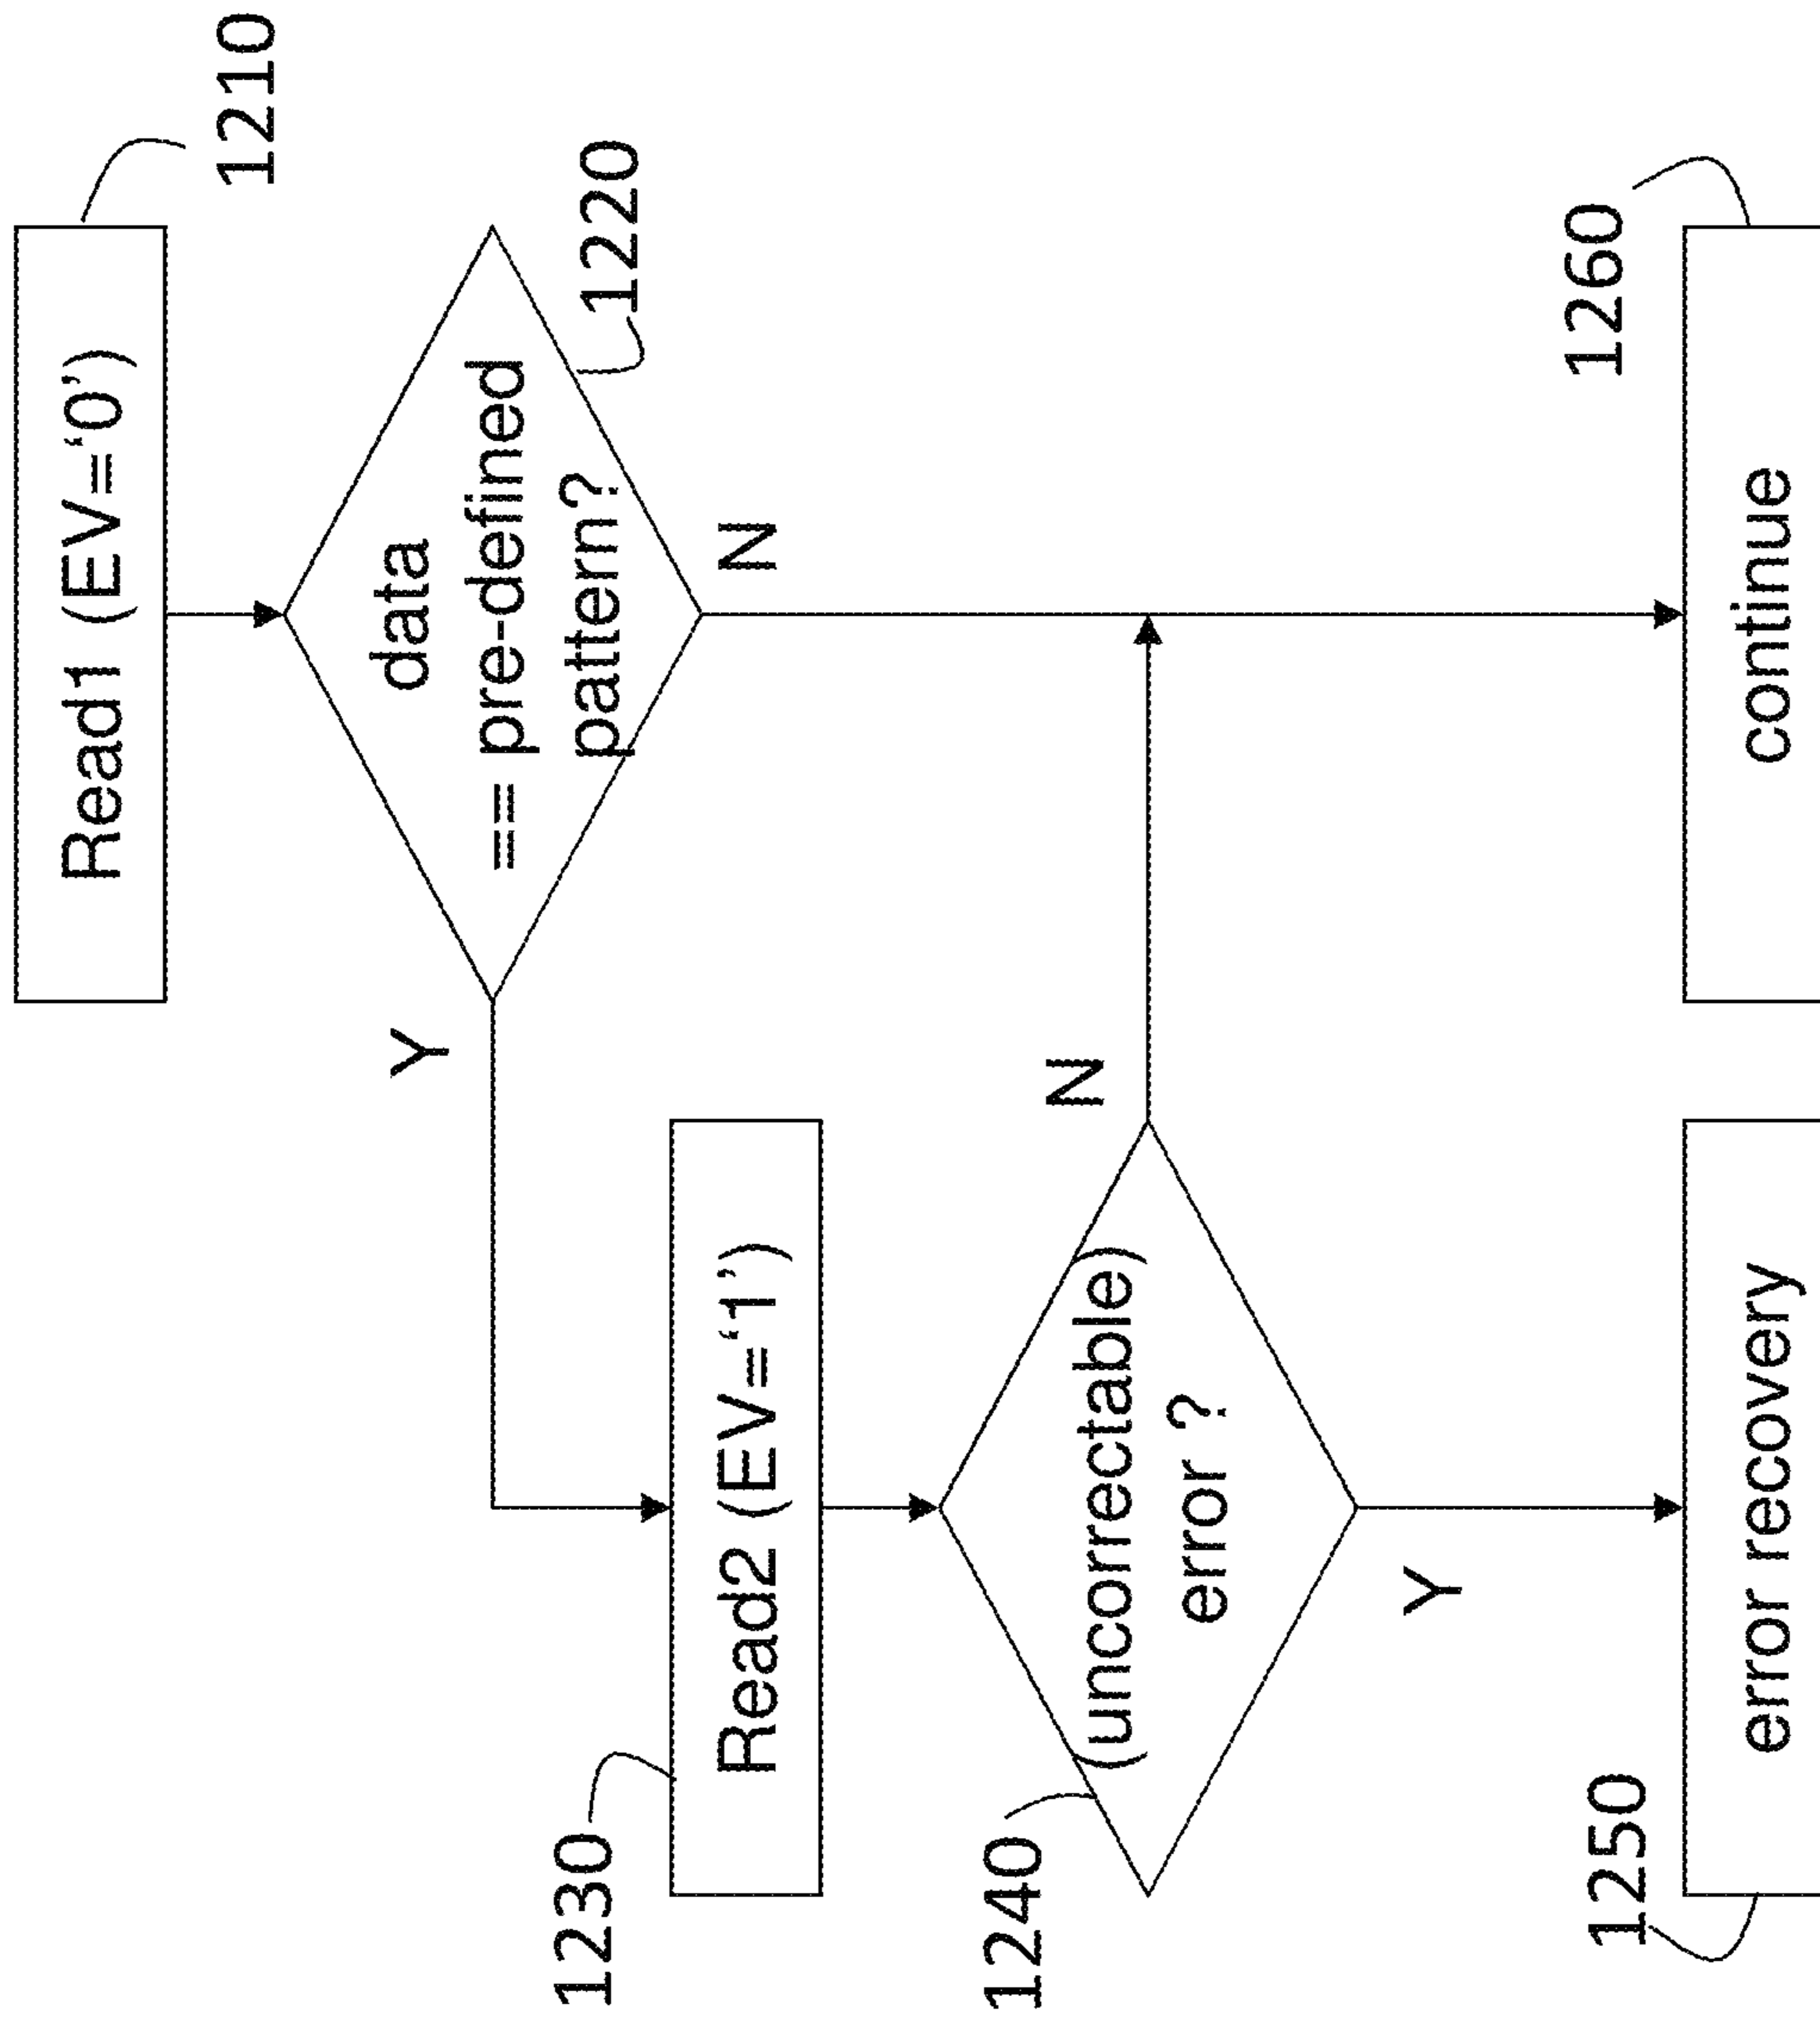 Read1 (EV=‘0’)
1210
data
== pre-defined
pattern?
1220
Y
N
1230
Read2 (EV=‘1’)
1240
(uncorrectable)
error ?
N
Y
1250
error recovery
1260
continue